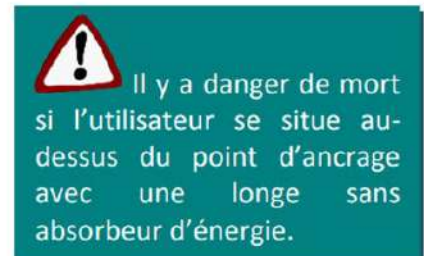 Il y a danger de mort
si l'utilisateur se situe au-
dessus du point d'ancrage
avec une longe sans
absorbeur d'énergie.